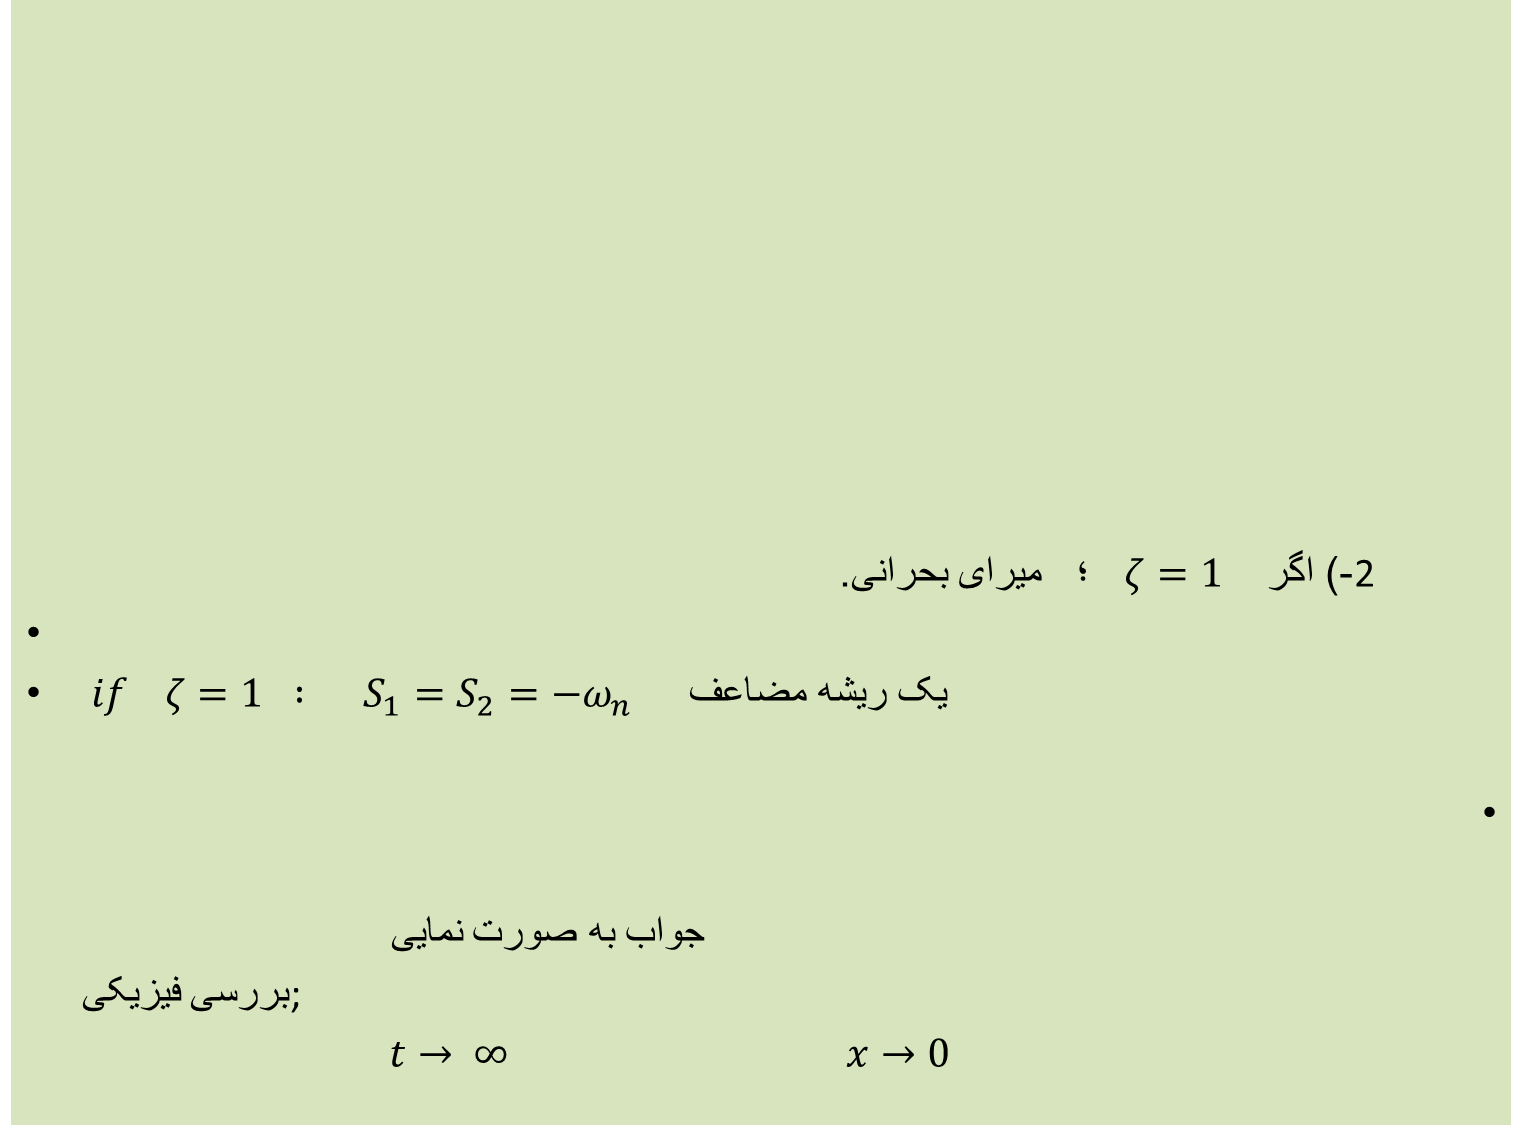 2-) اگر ζ = 1 ؛ میرای بحرانی.
•
• if ζ = 1 : S₁ = S₂ = −ωₙ یک ریشه مضاعف
•
جواب به صورت نمایی
بررسی فیزیکی;
t → ∞ x → 0